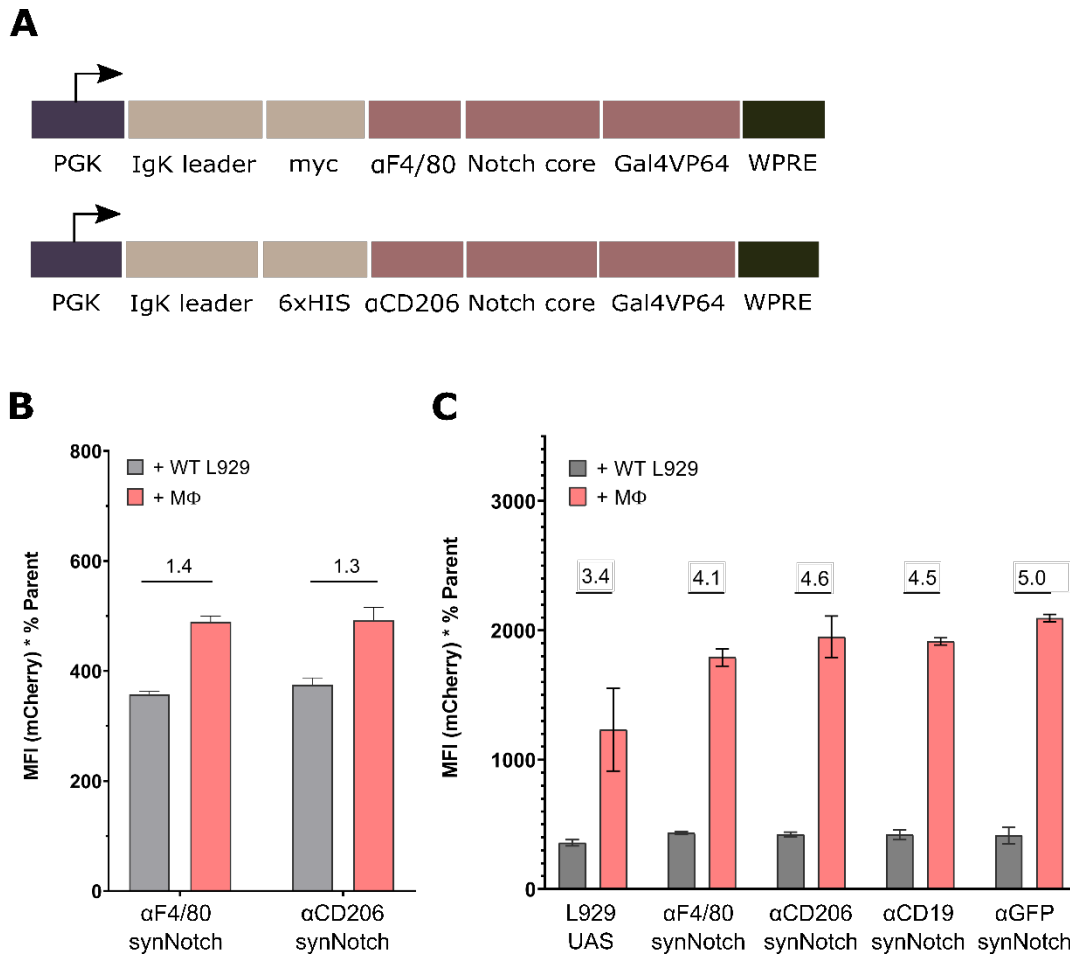 A
PGK IgK leader myc αF4/80 Notch core Gal4VP64 WPRE
PGK IgK leader 6xHIS αCD206 Notch core Gal4VP64 WPRE
B
MFI (mCherry) * % Parent
800
600
400
200
0
+ WT L929
+ MΦ
1.4 1.3
αF4/80 αCD206
synNotch synNotch
C
MFI (mCherry) * % Parent
3000
2000
1000
0
+ WT L929
+ MΦ
3.4 4.1 4.6 4.5 5.0
L929 αF4/80 αCD206 αCD19 αGFP
UAS synNotch synNotch synNotch synNotch